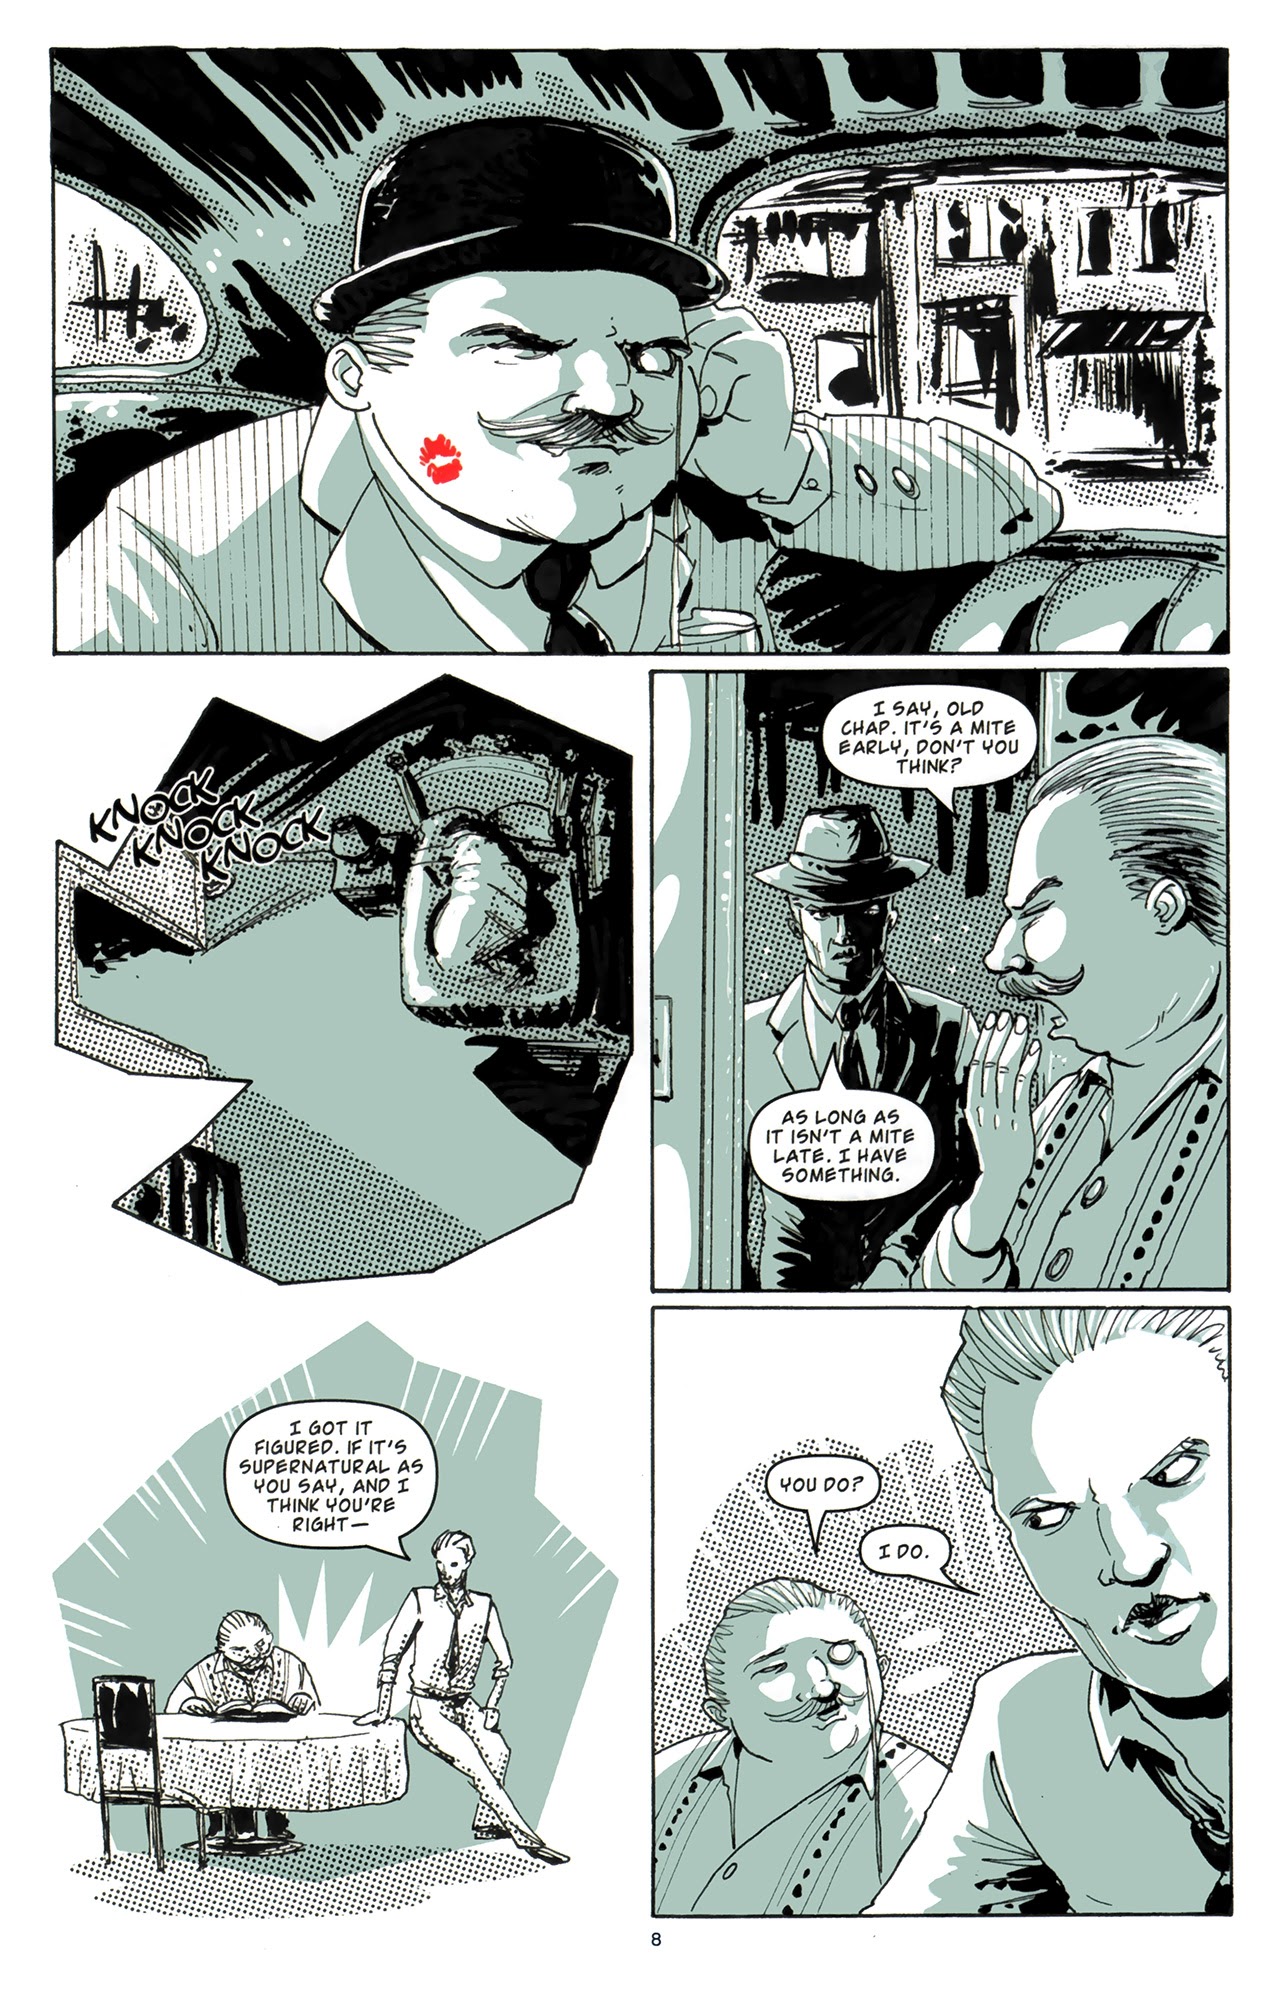 KNOCK
KNOCK
KNOCK
I SAY, OLD
CHAP. IT'S A MITE
EARLY, DON'T YOU
THINK?
AS LONG AS
IT ISN'T A MITE
LATE. I HAVE
SOMETHING.
I GOT IT
FIGURED. IF IT'S
SUPERNATURAL AS
YOU SAY, AND I
THINK YOU'RE
RIGHT—
YOU DO?
I DO.
8